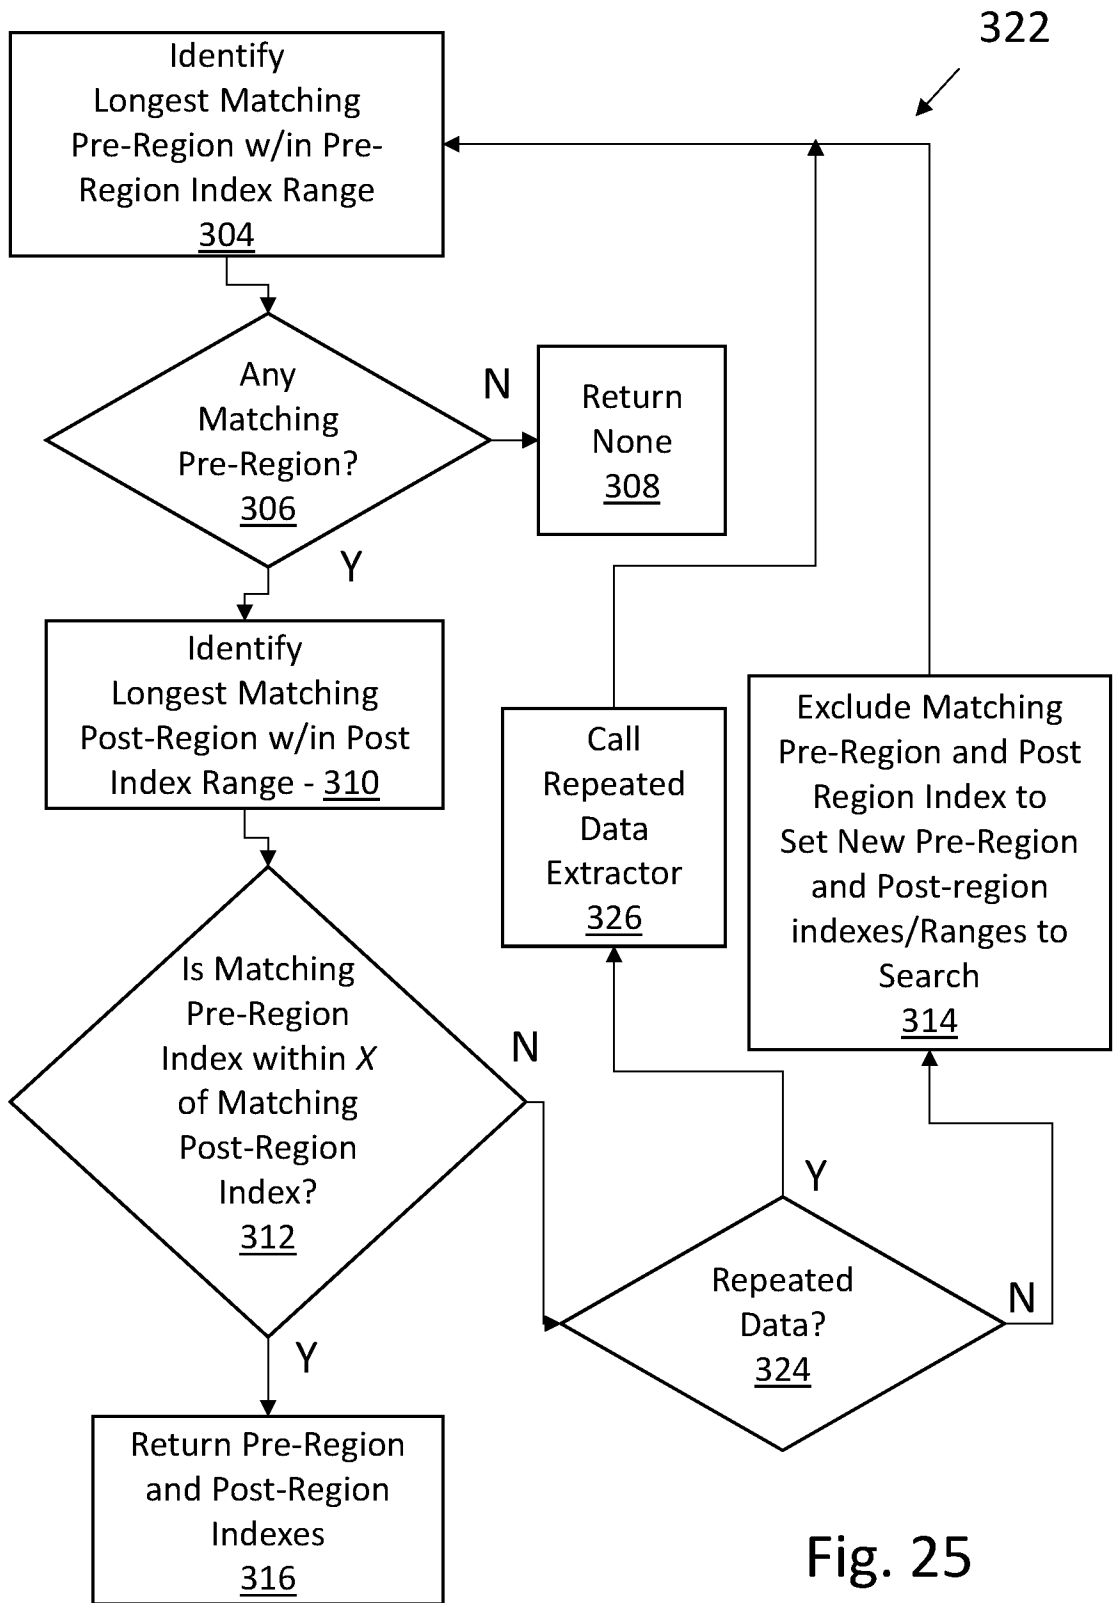 322
Identify
Longest Matching
Pre-Region w/in Pre-
Region Index Range
304
Any
Matching
Pre-Region?
306
N
Return
None
308
Y
Identify
Longest Matching
Post-Region w/in Post
Index Range - 310
Call
Repeated
Data
Extractor
326
Exclude Matching
Pre-Region and Post
Region Index to
Set New Pre-Region
and Post-region
indexes/Ranges to
Search
314
Is Matching
Pre-Region
Index within X
of Matching
Post-Region
Index?
312
N
Y
Repeated
Data?
324
Y
N
Return Pre-Region
and Post-Region
Indexes
316
Fig. 25